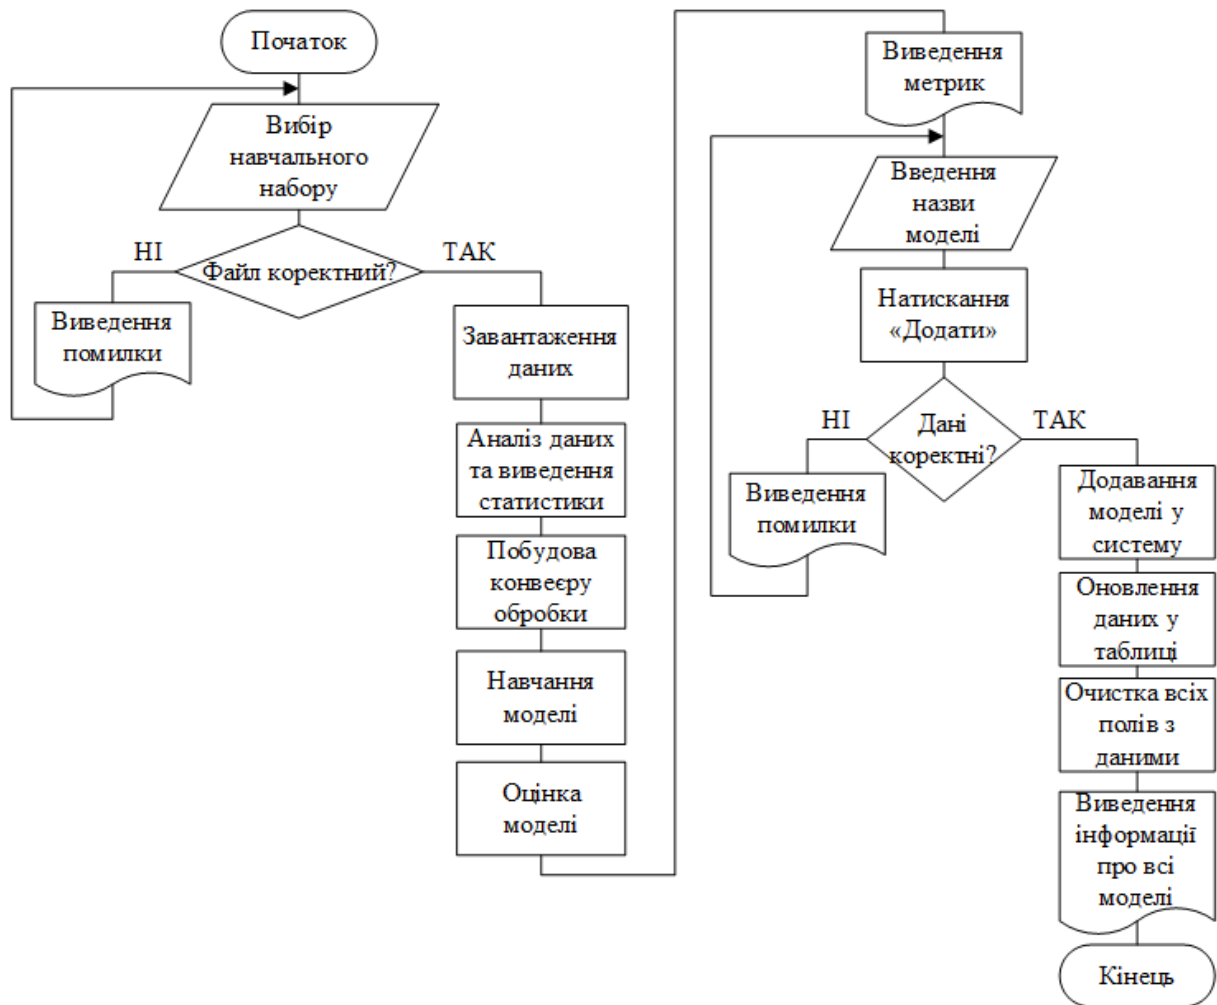 Початок
Вибір
навчального
набору
НІ
Файл коректний?
ТАК
Виведення
помилки
Завантаження
даних
Аналіз даних
та виведення
статистики
Побудова
конвеєру
обробки
Навчання
моделі
Оцінка
моделі
Виведення
метрик
Введення
назви
моделі
Натискання
«Додати»
НІ
Дані
коректні?
ТАК
Виведення
помилки
Додавання
моделі у
систему
Оновлення
даних у
таблиці
Очистка всіх
полів з
даними
Виведення
інформації
про всі
моделі
Кінець